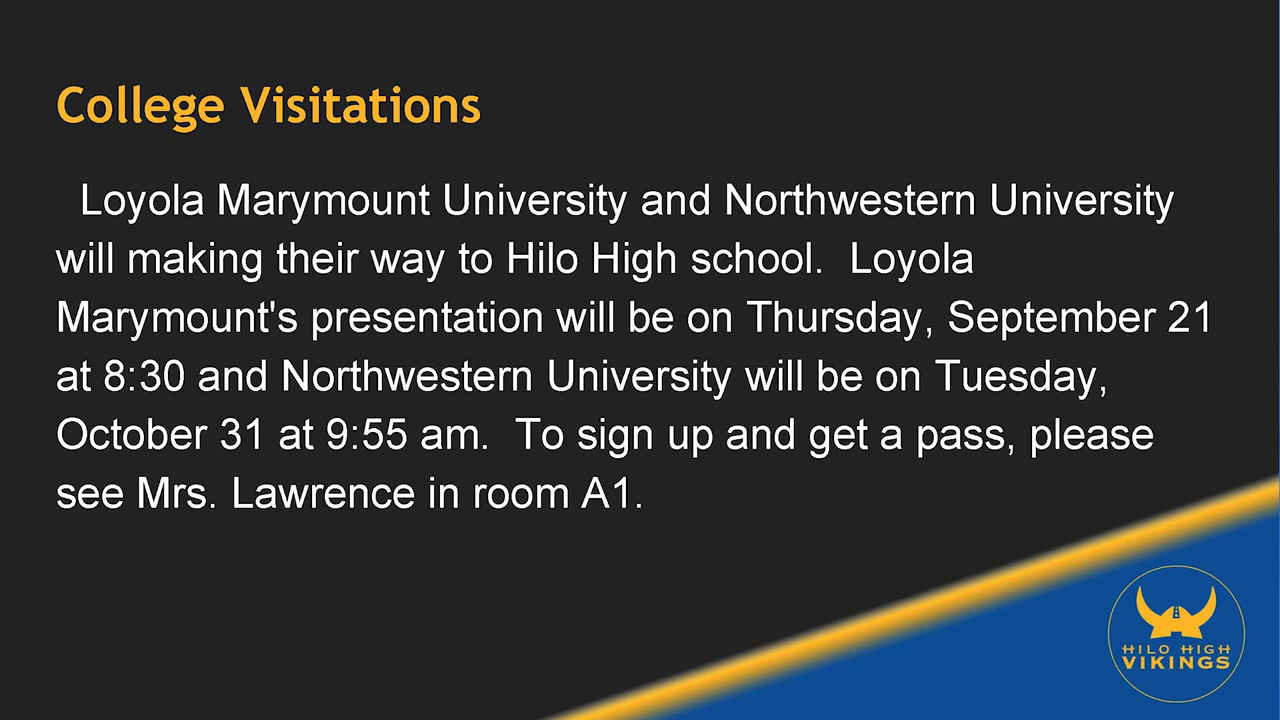 College Visitations
Loyola Marymount University and Northwestern University
will making their way to Hilo High school.  Loyola
Marymount's presentation will be on Thursday, September 21
at 8:30 and Northwestern University will be on Tuesday,
October 31 at 9:55 am.  To sign up and get a pass, please
see Mrs. Lawrence in room A1.
HILO HIGH
VIKINGS